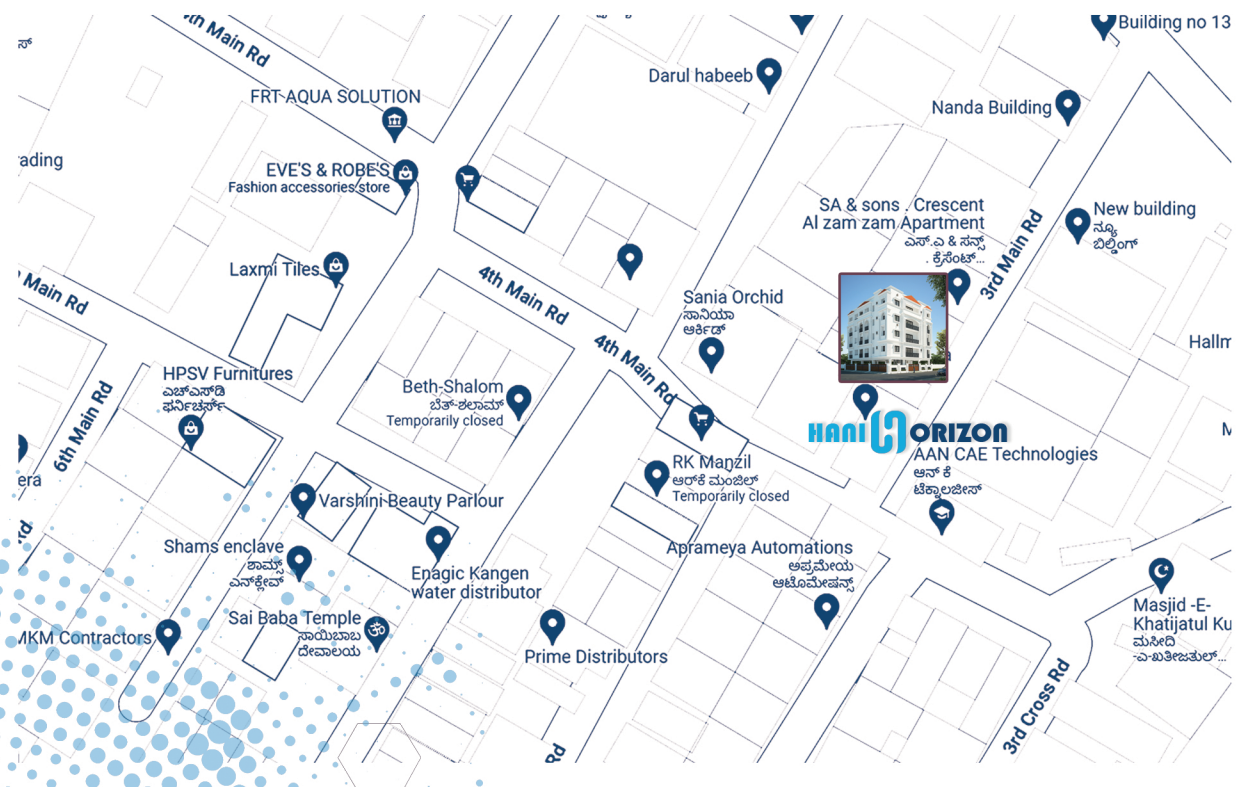 Main Rd
Building no 13
ಸ್
Darul habeeb
FRT AQUA SOLUTION
Nanda Building
ading
EVE'S & ROBE'S
Fashion accessories store
SA & sons . Crescent
Al zam zam Apartment
ಎಸ್.ಎ & ಸನ್ಸ್
. ಕ್ರೆಸೆಂಟ್...
New building
ನ್ಯೂ
ಬಿಲ್ಡಿಂಗ್
3rd Main Rd
Laxmi Tiles
Main Rd
4th Main Rd
Sania Orchid
ಸಾನಿಯಾ
ಆರ್ಕಿಡ್
4th Main Rd
Hallm
HPSV Furnitures
ಎಚ್ಎಸ್‌ಡಿ
ಫರ್ನಿಚರ್ಸ್
Beth-Shalom
ಬೆತ್-ಶಲಾಮ್
Temporarily closed
6th Main Rd
HANI HORIZON
AAN CAE Technologies
ಆನ್ ಕೆ
ಟೆಕ್ನಾಲಜೀಸ್
era
RK Manzil
ಆರ್‌ಕೆ ಮಂಜಿಲ್
Temporarily closed
Varshini Beauty Parlour
Shams enclave
ಶಾಮ್ಸ್
ಎನ್‌ಕ್ಲೇವ್
Aprameya Automations
ಅಪ್ರಮೇಯ
ಆಟೊಮೇಷನ್ಸ್
Enagic Kangen
water distributor
Sai Baba Temple
ಸಾಯಿಬಾಬ
ದೇವಾಲಯ
MKM Contractors
Masjid -E-
Khatijatul Ku
ಮಸೀದಿ
-ಎ-ಖತೀಜತುಲ್...
Prime Distributors
3rd Cross Rd
Rd